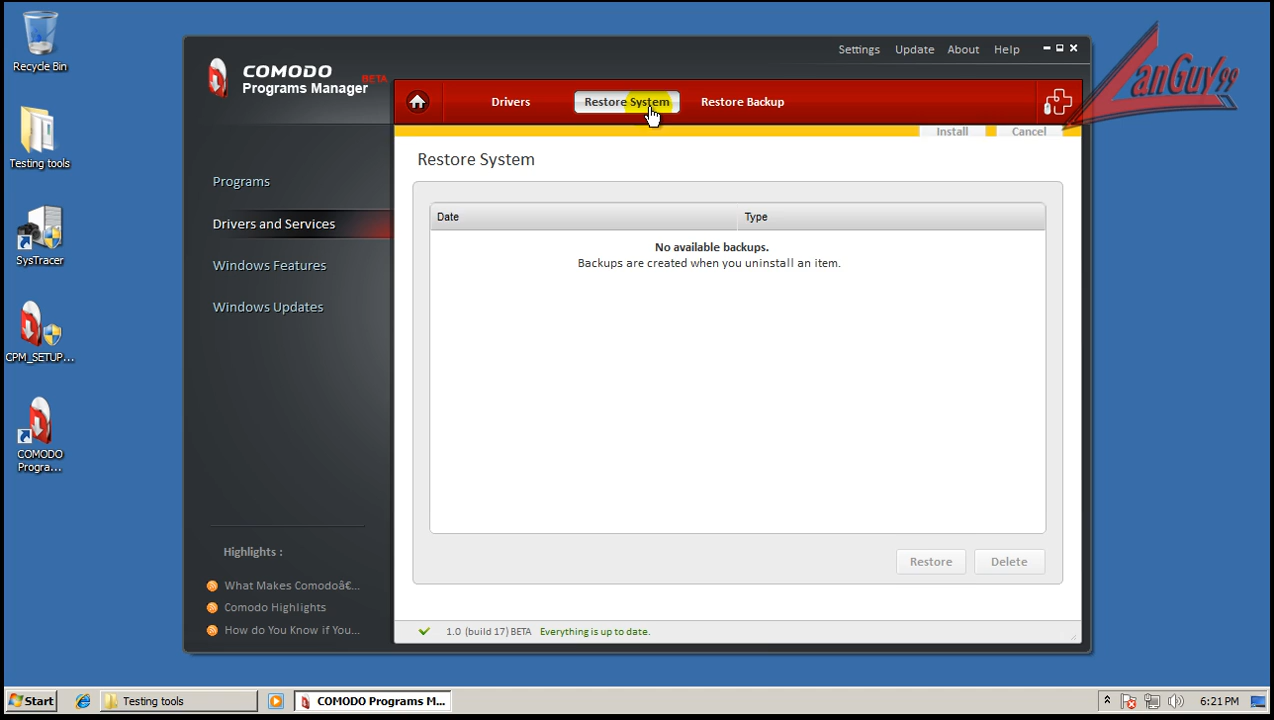 Recycle Bin
Testing tools
SysTracer
CPM_SETUP...
COMODO
Progra...
COMODO
Programs Manager
BETA
Settings Update About Help
LanGuy99
Drivers Restore System Restore Backup
Install Cancel
Programs
Drivers and Services
Windows Features
Windows Updates
Highlights :
What Makes Comodoâ€...
Comodo Highlights
How do You Know if You...
Restore System
Date Type
No available backups.
Backups are created when you uninstall an item.
Restore Delete
1.0 (build 17) BETA Everything is up to date.
Start Testing tools COMODO Programs M... 6:21 PM